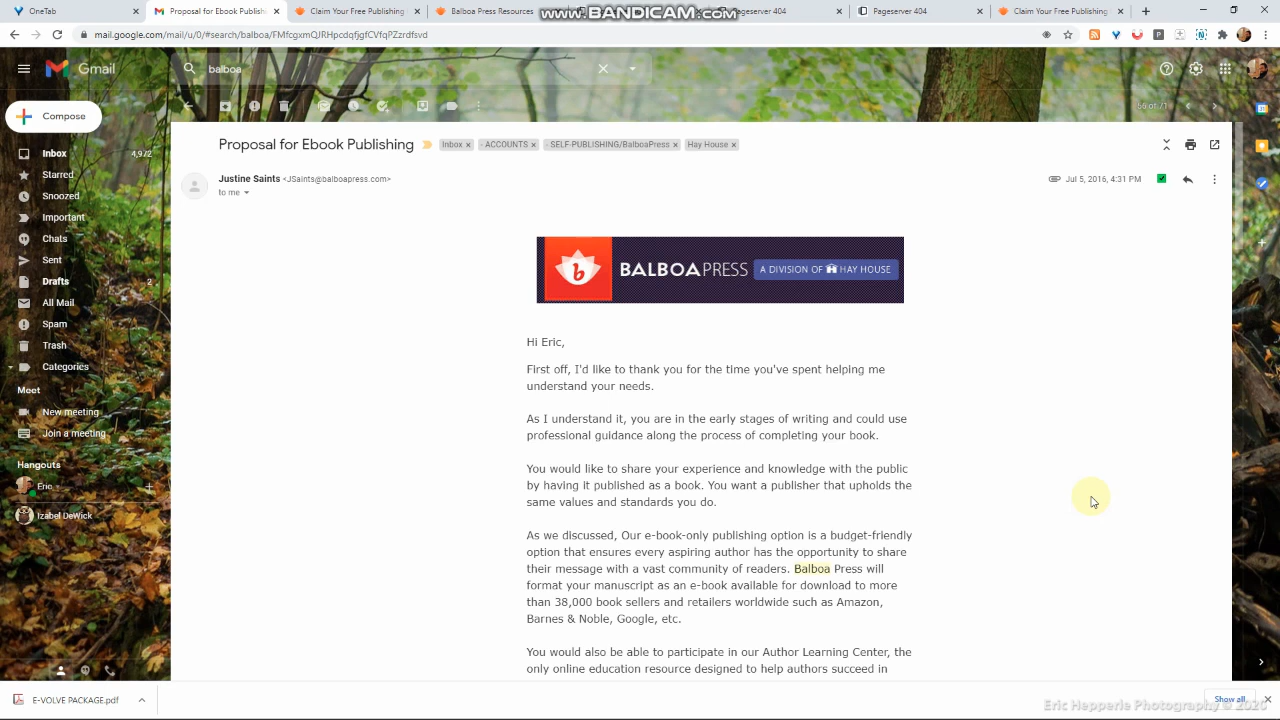 OneTab
Proposal for Ebook Publishing
Claim Your Free Publishing
Balboa Press
WWW.BANDICAM.COM
Pageserver 404
Pageserver 404
Claim Your Free Publishing
mail.google.com/mail/u/0/#search/balboa/FMfcgxmQJRHpcdqfjgfCVfqPZzrdfsvd
Gmail
balboa
Compose
56 of 71
Inbox 4,972
Starred
Snoozed
Important
Chats
Sent
Drafts 2
All Mail
Spam
Trash
Categories
Meet
New meeting
Join a meeting
Hangouts
Eric
Izabel DeWick
Proposal for Ebook Publishing
Inbox x
- ACCOUNTS x
- SELF-PUBLISHING/BalboaPress x
Hay House x
Justine Saints <JSaints@balboapress.com>
to me
Jul 5, 2016, 4:31 PM
b BALBOAPRESS A DIVISION OF HAY HOUSE
Hi Eric,
First off, I'd like to thank you for the time you've spent helping me
understand your needs.
As I understand it, you are in the early stages of writing and could use
professional guidance along the process of completing your book.
You would like to share your experience and knowledge with the public
by having it published as a book. You want a publisher that upholds the
same values and standards you do.
As we discussed, Our e-book-only publishing option is a budget-friendly
option that ensures every aspiring author has the opportunity to share
their message with a vast community of readers. Balboa Press will
format your manuscript as an e-book available for download to more
than 38,000 book sellers and retailers worldwide such as Amazon,
Barnes & Noble, Google, etc.
You would also be able to participate in our Author Learning Center, the
only online education resource designed to help authors succeed in
E-VOLVE PACKAGE.pdf
Show all
Eric Hepperle Photography © 2020